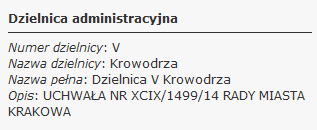 Dzielnica administracyjna
Numer dzielnicy: V
Nazwa dzielnicy: Krowodrza
Nazwa pełna: Dzielnica V Krowodrza
Opis: UCHWAŁA NR XCIX/1499/14 RADY MIASTA
KRAKOWA